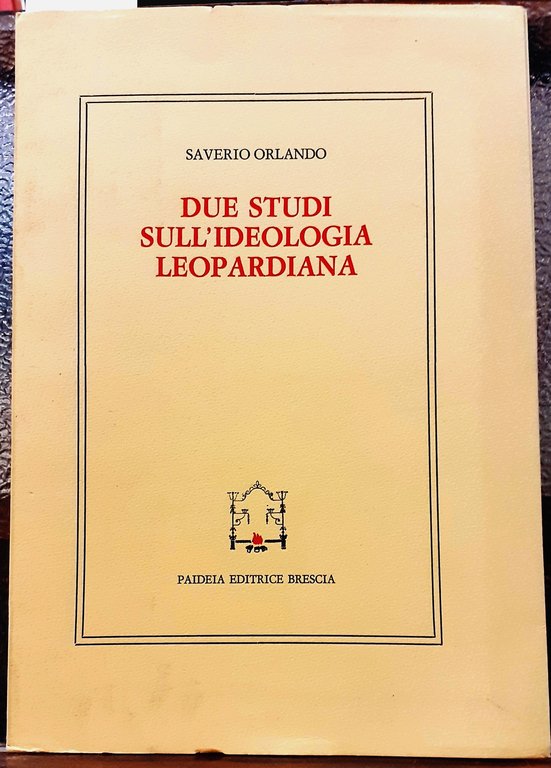 SAVERIO ORLANDO
DUE STUDI
SULL'IDEOLOGIA
LEOPARDIANA
PAIDEIA EDITRICE BRESCIA